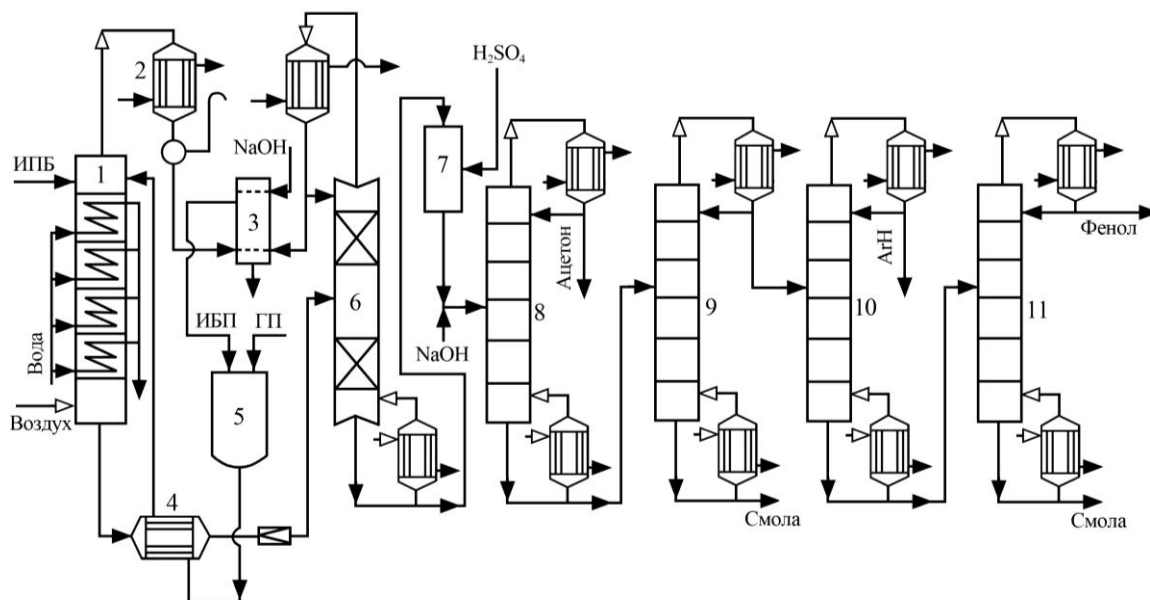 2
H₂SO₄
NaOH
ИПБ
1
7
3
Ацетон
ArH
Фенол
6
8
9
10
11
Вода
ИБП
ГП
NaOH
5
Воздух
4
Смола
Смола